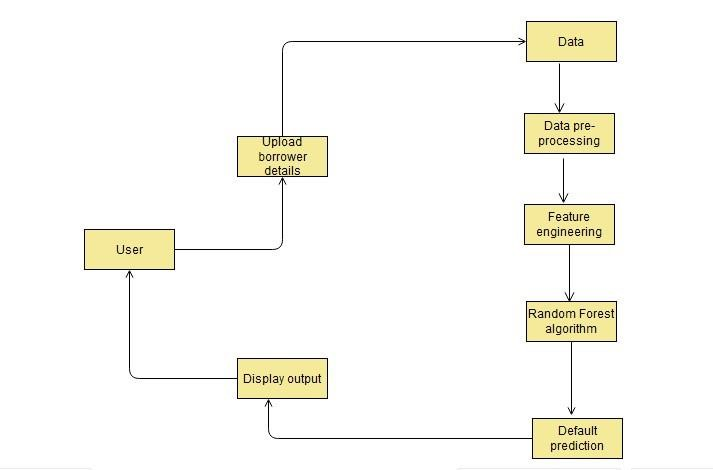 Data
Upload
borrower
details
Data pre-
processing
Feature
engineering
User
Random Forest
algorithm
Display output
Default
prediction